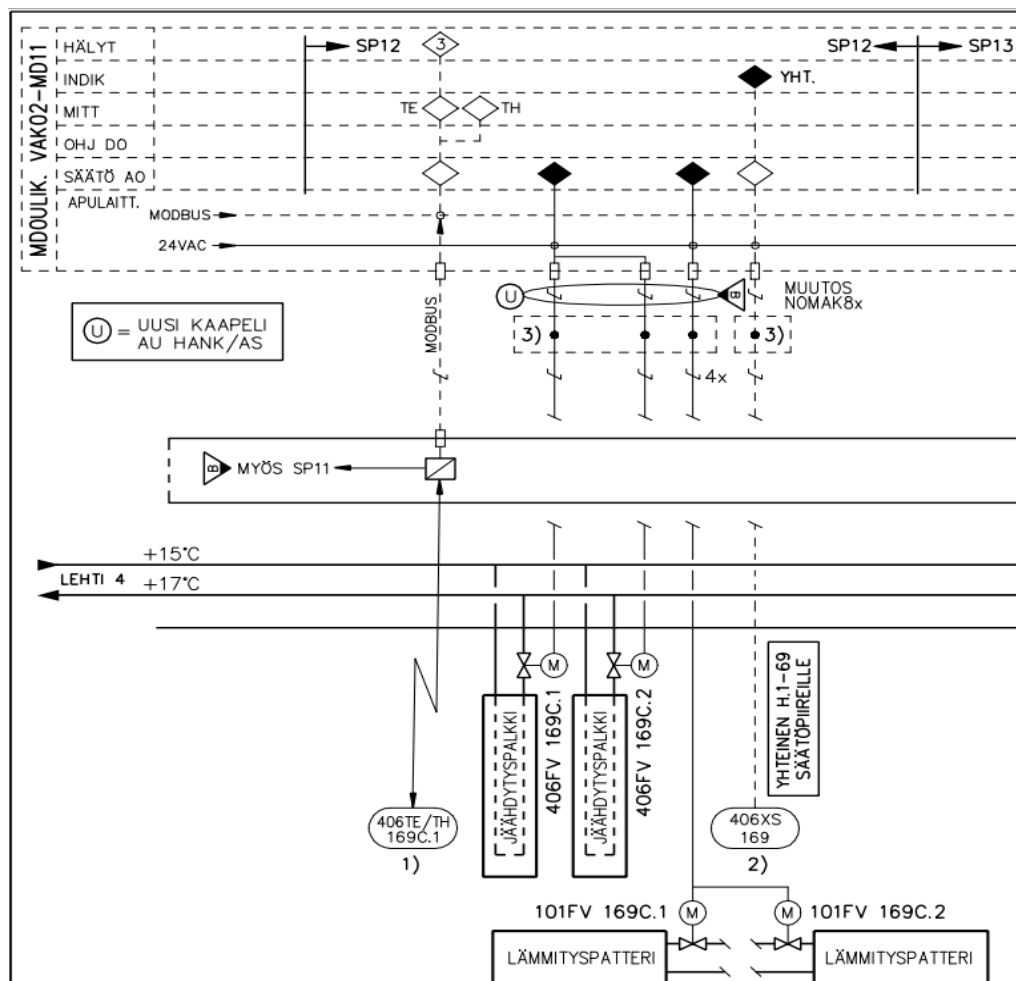 MDOULIK. VAK02-MD11
HÄLYT
INDIK
MITT
OHJ DO
SÄÄTÖ AO
APULAITT.
SP12
3
SP12
SP13
YHT.
TE
TH
MODBUS
24VAC
U
B
MUUTOS
NOMAK8x
U = UUSI KAAPELI
AU HANK/AS
MODBUS
3)
3)
4x
B
MYÖS SP11
+15°C
LEHTI 4
+17°C
M
M
JÄÄHDYTYSPALKKI
406FV 169C.1
JÄÄHDYTYSPALKKI
406FV 169C.2
YHTEINEN H.1-69
SÄÄTÖPIIREILLE
406TE/TH
169C.1
1)
406XS
169
2)
101FV 169C.1
M
M
101FV 169C.2
LÄMMITYSPATTERI
LÄMMITYSPATTERI